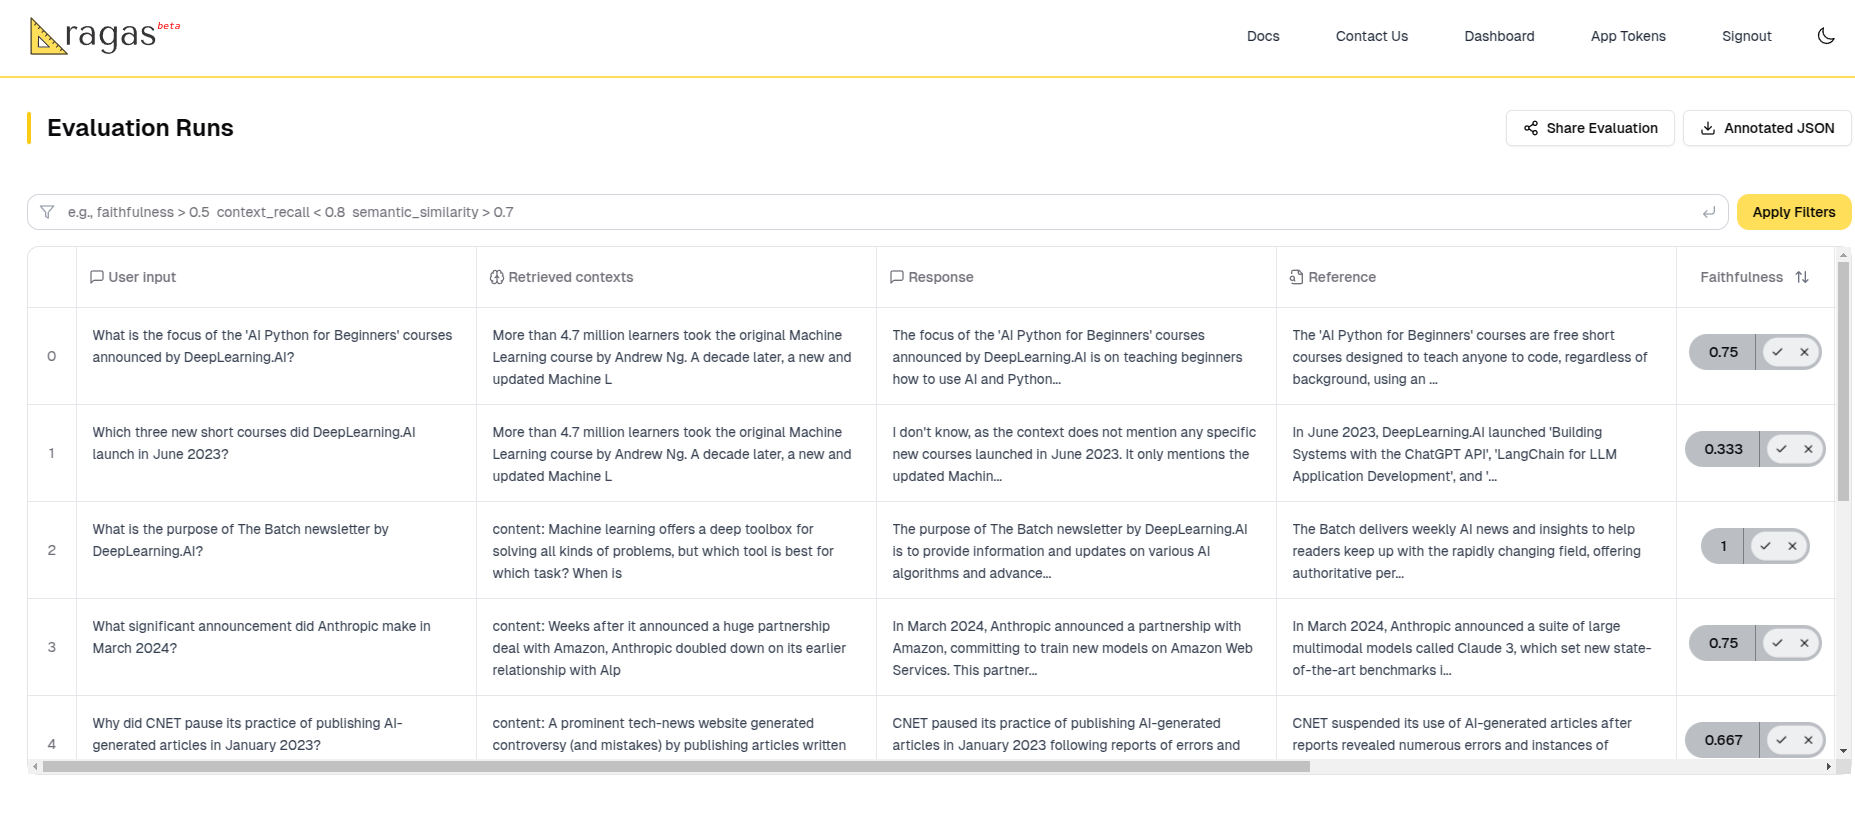 ragas beta
Docs
Contact Us
Dashboard
App Tokens
Signout
Evaluation Runs
Share Evaluation
Annotated JSON
e.g., faithfulness > 0.5 context_recall < 0.8 semantic_similarity > 0.7
Apply Filters
User input
Retrieved contexts
Response
Reference
Faithfulness
0
What is the focus of the 'AI Python for Beginners' courses
announced by DeepLearning.AI?
More than 4.7 million learners took the original Machine
Learning course by Andrew Ng. A decade later, a new and
updated Machine L
The focus of the 'AI Python for Beginners' courses
announced by DeepLearning.AI is on teaching beginners
how to use AI and Python...
The 'AI Python for Beginners' courses are free short
courses designed to teach anyone to code, regardless of
background, using an ...
0.75
1
Which three new short courses did DeepLearning.AI
launch in June 2023?
More than 4.7 million learners took the original Machine
Learning course by Andrew Ng. A decade later, a new and
updated Machine L
I don't know, as the context does not mention any specific
new courses launched in June 2023. It only mentions the
updated Machin...
In June 2023, DeepLearning.AI launched 'Building
Systems with the ChatGPT API', 'LangChain for LLM
Application Development', and '...
0.333
2
What is the purpose of The Batch newsletter by
DeepLearning.AI?
content: Machine learning offers a deep toolbox for
solving all kinds of problems, but which tool is best for
which task? When is
The purpose of The Batch newsletter by DeepLearning.AI
is to provide information and updates on various AI
algorithms and advance...
The Batch delivers weekly AI news and insights to help
readers keep up with the rapidly changing field, offering
authoritative per...
1
3
What significant announcement did Anthropic make in
March 2024?
content: Weeks after it announced a huge partnership
deal with Amazon, Anthropic doubled down on its earlier
relationship with Alp
In March 2024, Anthropic announced a partnership with
Amazon, committing to train new models on Amazon Web
Services. This partner...
In March 2024, Anthropic announced a suite of large
multimodal models called Claude 3, which set new state-
of-the-art benchmarks i...
0.75
4
Why did CNET pause its practice of publishing AI-
generated articles in January 2023?
content: A prominent tech-news website generated
controversy (and mistakes) by publishing articles written
CNET paused its practice of publishing AI-generated
articles in January 2023 following reports of errors and
CNET suspended its use of AI-generated articles after
reports revealed numerous errors and instances of
0.667